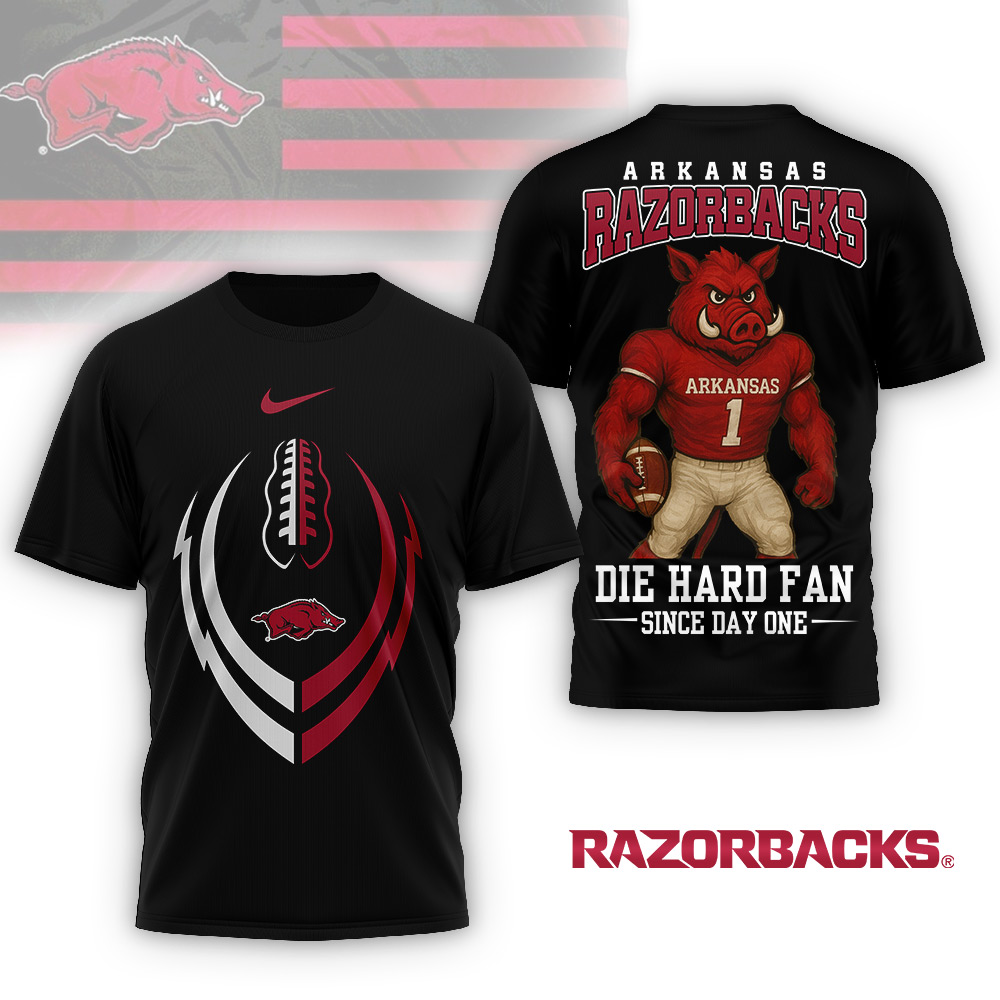 ARKANSAS
RAZORBACKS
ARKANSAS
1
DIE HARD FAN
SINCE DAY ONE
RAZORBACKS®
®